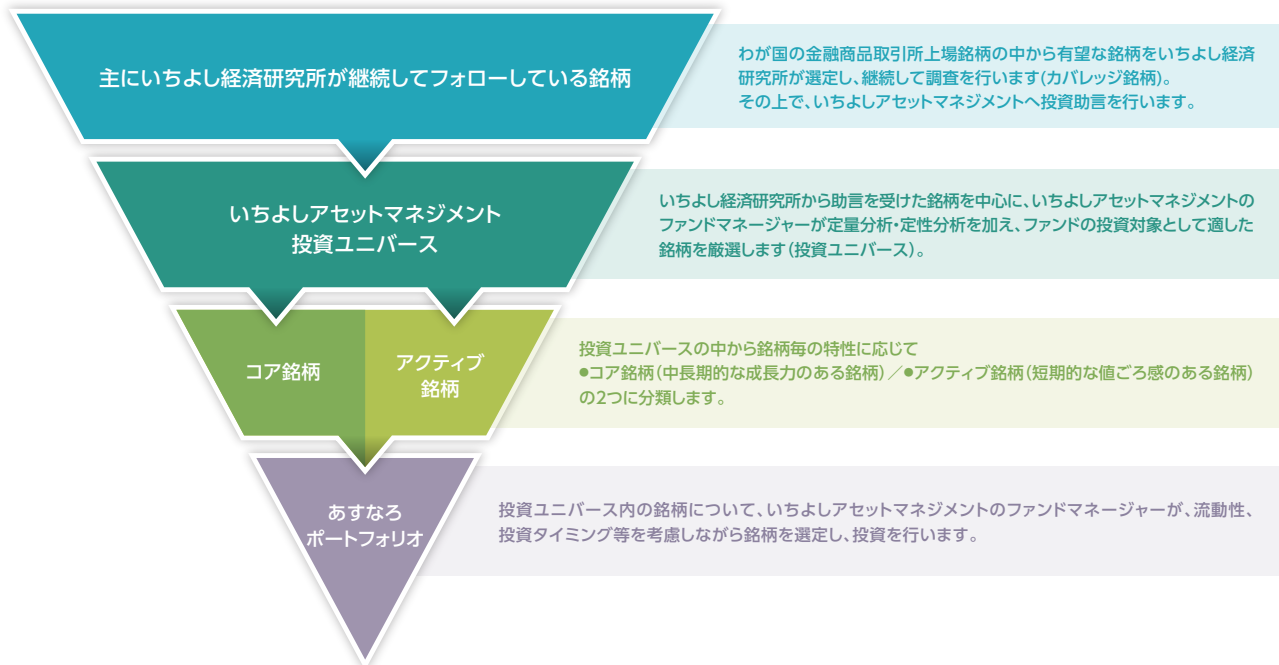 主にいちよし経済研究所が継続してフォローしている銘柄
わが国の金融商品取引所上場銘柄の中から有望な銘柄をいちよし経済
研究所が選定し、継続して調査を行います(カバレッジ銘柄)。
その上で、いちよしアセットマネジメントへ投資助言を行います。
いちよしアセットマネジメント
投資ユニバース
いちよし経済研究所から助言を受けた銘柄を中心に、いちよしアセットマネジメントの
ファンドマネージャーが定量分析・定性分析を加え、ファンドの投資対象として適した
銘柄を厳選します(投資ユニバース)。
コア銘柄
アクティブ
銘柄
投資ユニバースの中から銘柄毎の特性に応じて
●コア銘柄(中長期的な成長力のある銘柄)／●アクティブ銘柄(短期的な値ごろ感のある銘柄)
の2つに分類します。
あすなろ
ポートフォリオ
投資ユニバース内の銘柄について、いちよしアセットマネジメントのファンドマネージャーが、流動性、
投資タイミング等を考慮しながら銘柄を選定し、投資を行います。